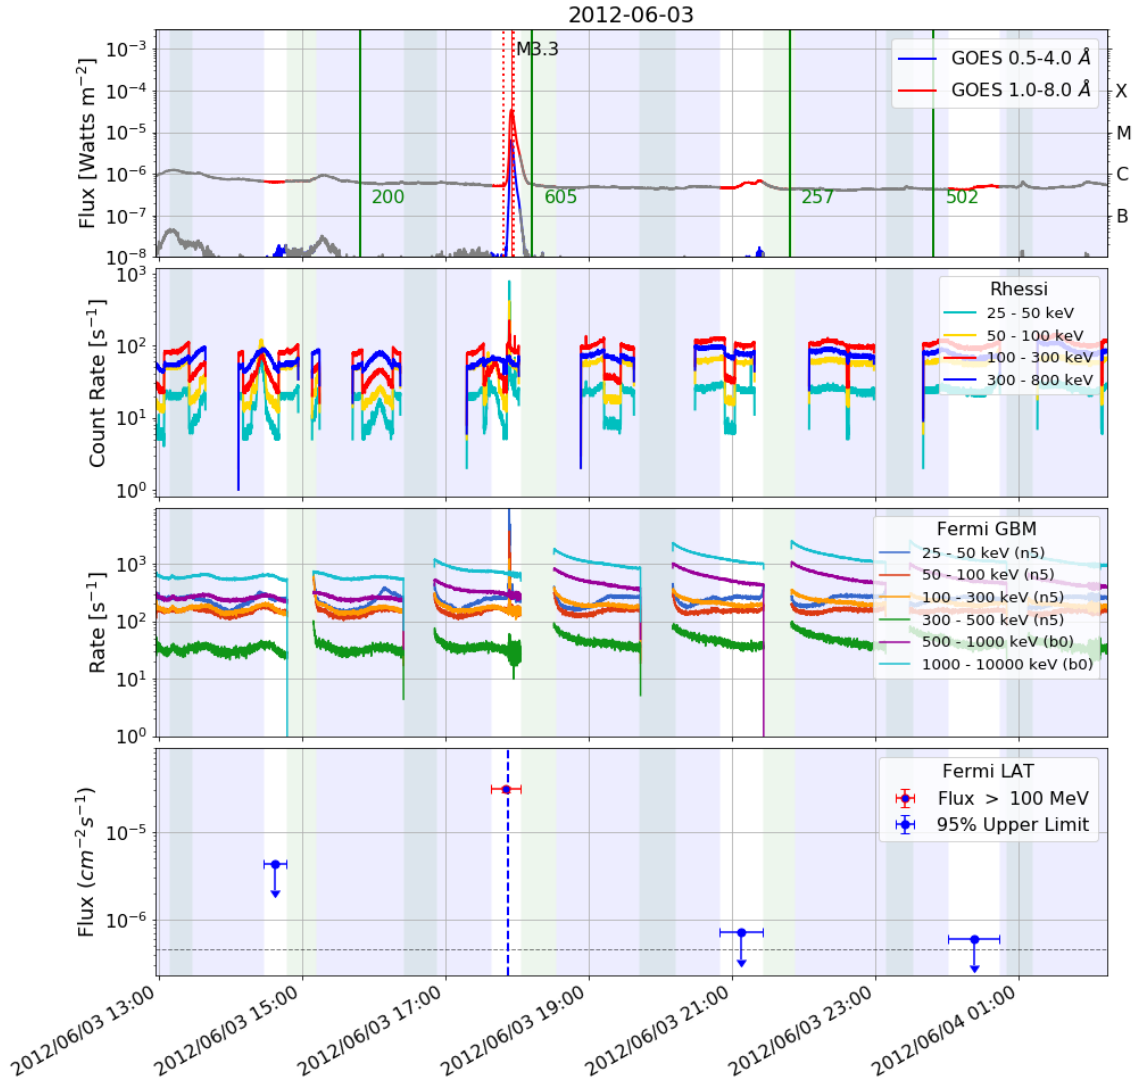 2012-06-03
Flux [Watts m⁻²]
10⁻³
10⁻⁴
10⁻⁵
10⁻⁶
10⁻⁷
10⁻⁸
M3.3
GOES 0.5-4.0 Å
GOES 1.0-8.0 Å
X
M
C
B
200
605
257
502
Count Rate [s⁻¹]
10³
10²
10¹
10⁰
Rhessi
25 - 50 keV
50 - 100 keV
100 - 300 keV
300 - 800 keV
Rate [s⁻¹]
10³
10²
10¹
10⁰
Fermi GBM
25 - 50 keV (n5)
50 - 100 keV (n5)
100 - 300 keV (n5)
300 - 500 keV (n5)
500 - 1000 keV (b0)
1000 - 10000 keV (b0)
Flux (cm⁻²s⁻¹)
10⁻⁵
10⁻⁶
Fermi LAT
Flux > 100 MeV
95% Upper Limit
2012/06/03 13:00
2012/06/03 15:00
2012/06/03 17:00
2012/06/03 19:00
2012/06/03 21:00
2012/06/03 23:00
2012/06/04 01:00